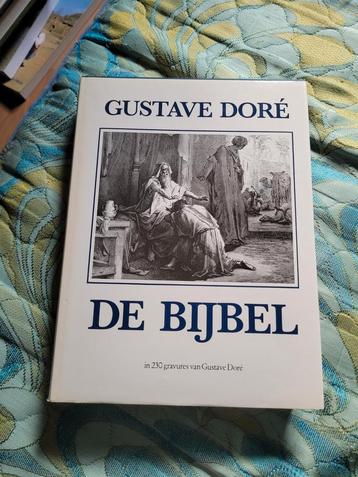 GUSTAVE DORÉ
DE BIJBEL
in 230 gravures van Gustave Doré